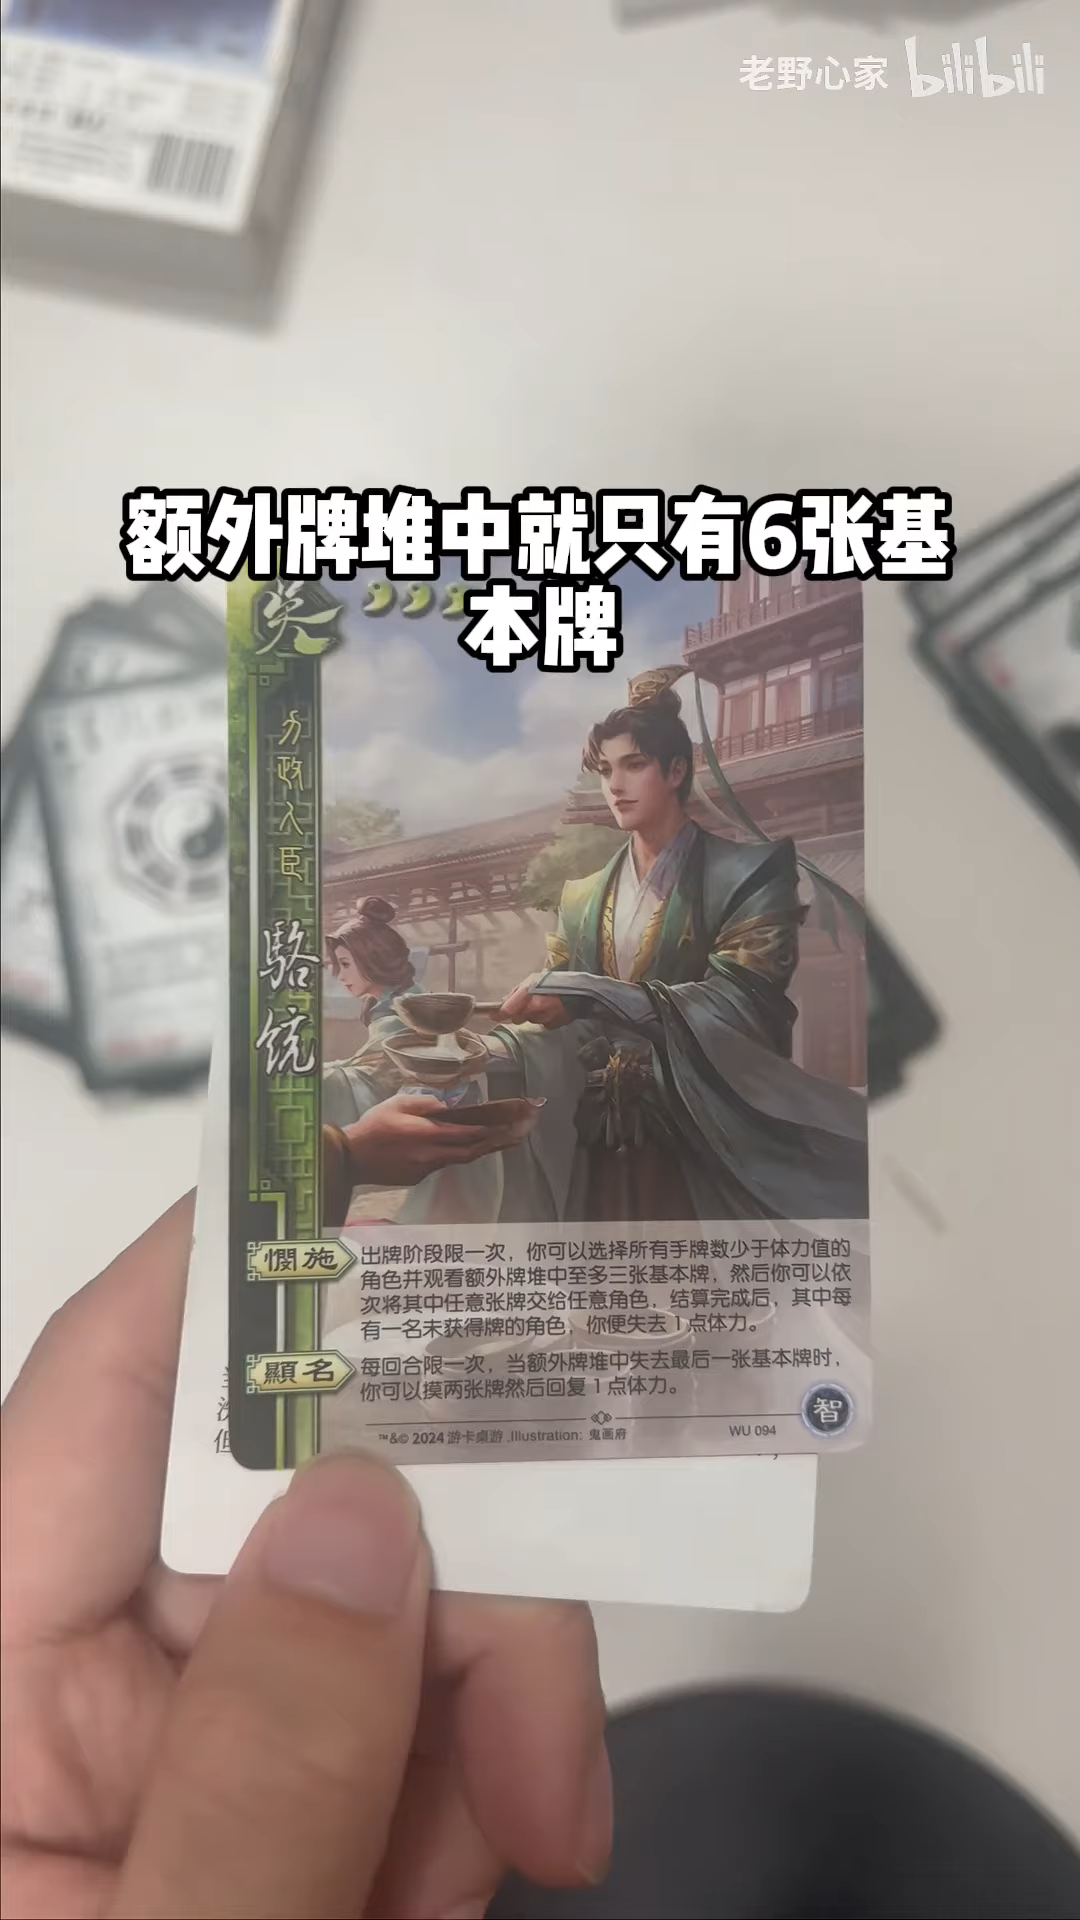 老野心家 bilibili
额外牌堆中就只有6张基
本牌
吴
力政人臣
駱統
憫施
出牌阶段限一次，你可以选择所有手牌数少于体力值的
角色并观看额外牌堆中至多三张基本牌，然后你可以依
次将其中任意张牌交给任意角色，结算完成后，其中每
有一名未获得牌的角色，你便失去1点体力。
顯名
每回合限一次，当额外牌堆中失去最后一张基本牌时，
你可以摸两张牌然后回复1点体力。
智
™&© 2024 游卡桌游 .Illustration: 鬼画府
WU 094